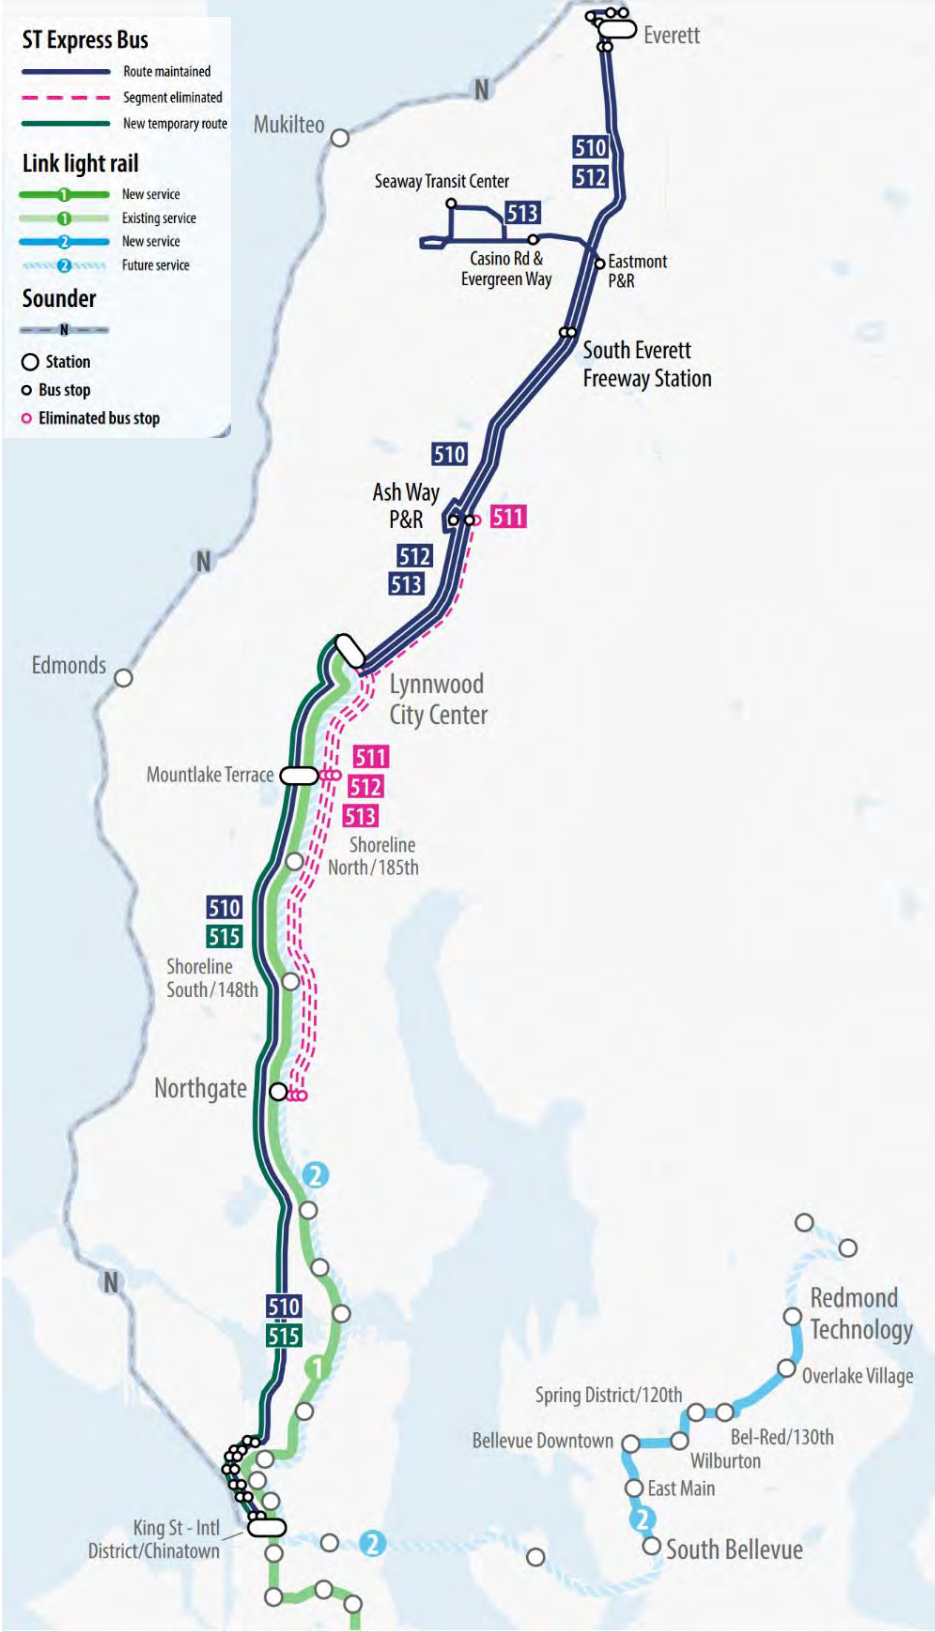 ST Express Bus
Route maintained
Segment eliminated
New temporary route
Link light rail
1 New service
1 Existing service
2 New service
2 Future service
Sounder
N
Station
Bus stop
Eliminated bus stop
Everett
N
Mukilteo
510
512
Seaway Transit Center
513
Casino Rd &
Evergreen Way
Eastmont
P&R
South Everett
Freeway Station
510
Ash Way
P&R
511
512
513
N
Edmonds
Lynnwood
City Center
Mountlake Terrace
511
512
513
Shoreline
North/185th
510
515
Shoreline
South/148th
Northgate
2
N
510
515
1
Redmond
Technology
Overlake Village
Spring District/120th
Bel-Red/130th
Bellevue Downtown
Wilburton
East Main
2
South Bellevue
King St - Intl
District/Chinatown
2